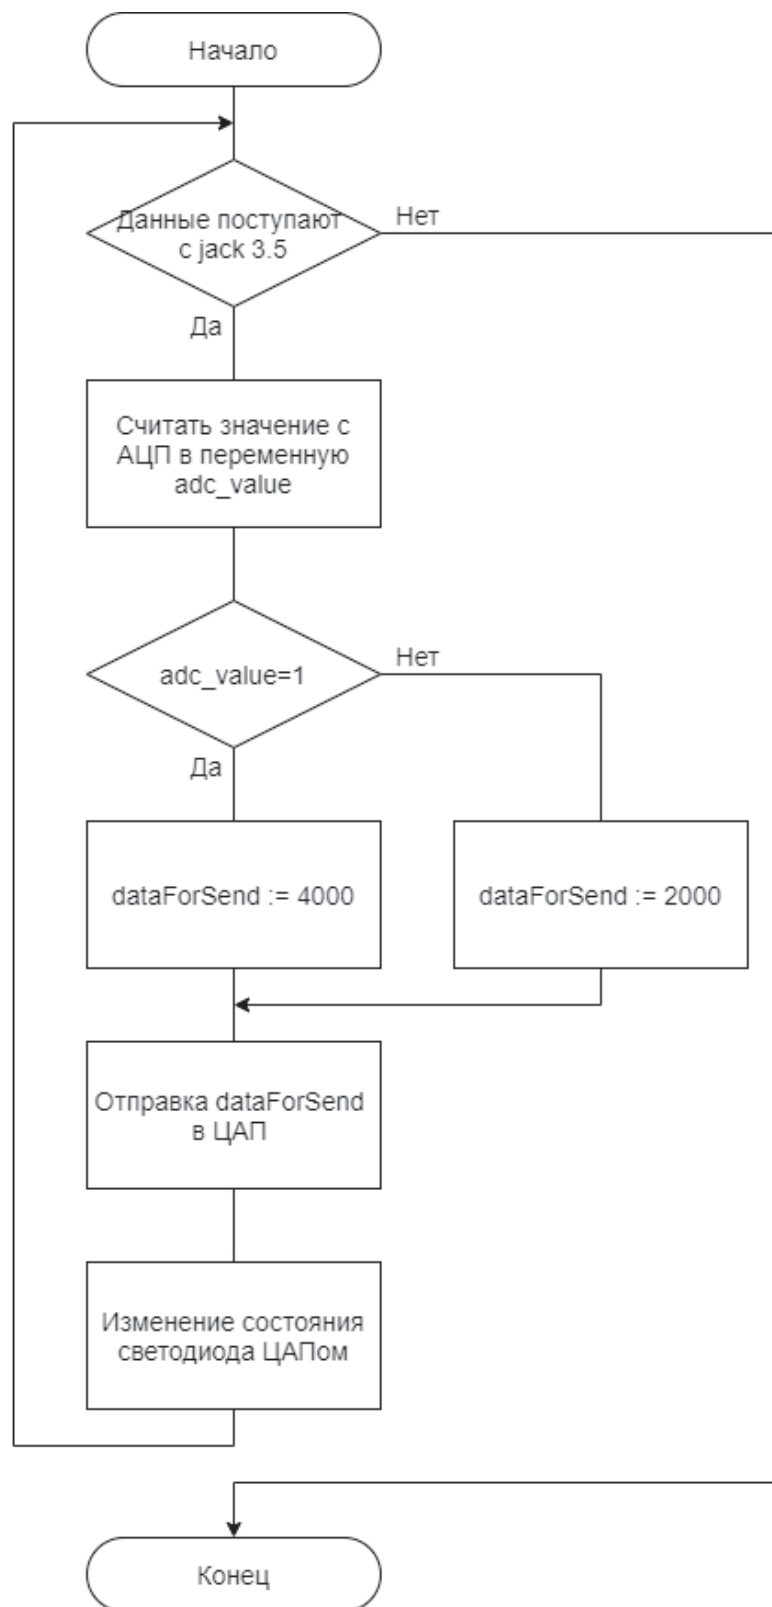 Начало
Данные поступают
с jack 3.5
Нет
Да
Считать значение с
АЦП в переменную
adc_value
adc_value=1
Нет
Да
dataForSend := 4000
dataForSend := 2000
Отправка dataForSend
в ЦАП
Изменение состояния
светодиода ЦАПом
Конец